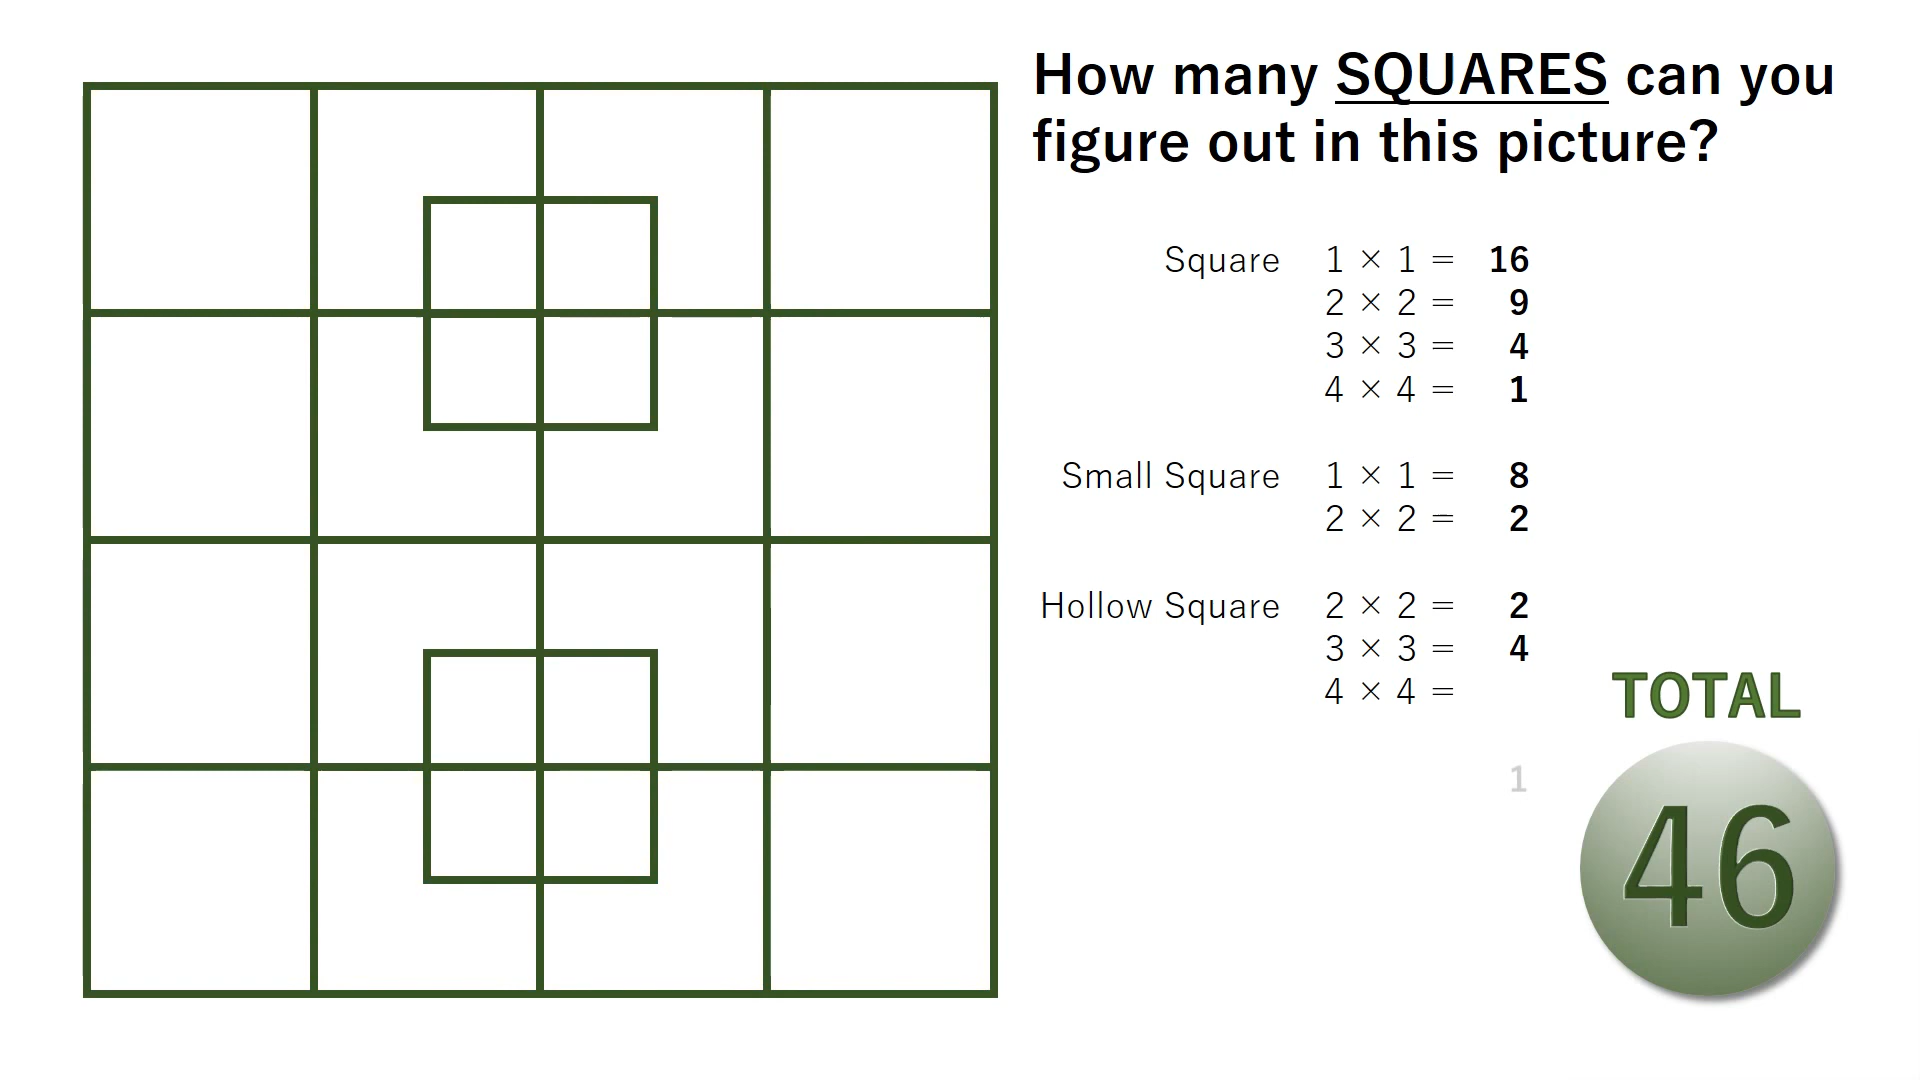 How many SQUARES can you
figure out in this picture?
Square 1 × 1 = 16
2 × 2 = 9
3 × 3 = 4
4 × 4 = 1
Small Square 1 × 1 = 8
2 × 2 = 2
Hollow Square 2 × 2 = 2
3 × 3 = 4
4 × 4 =
1
TOTAL
46